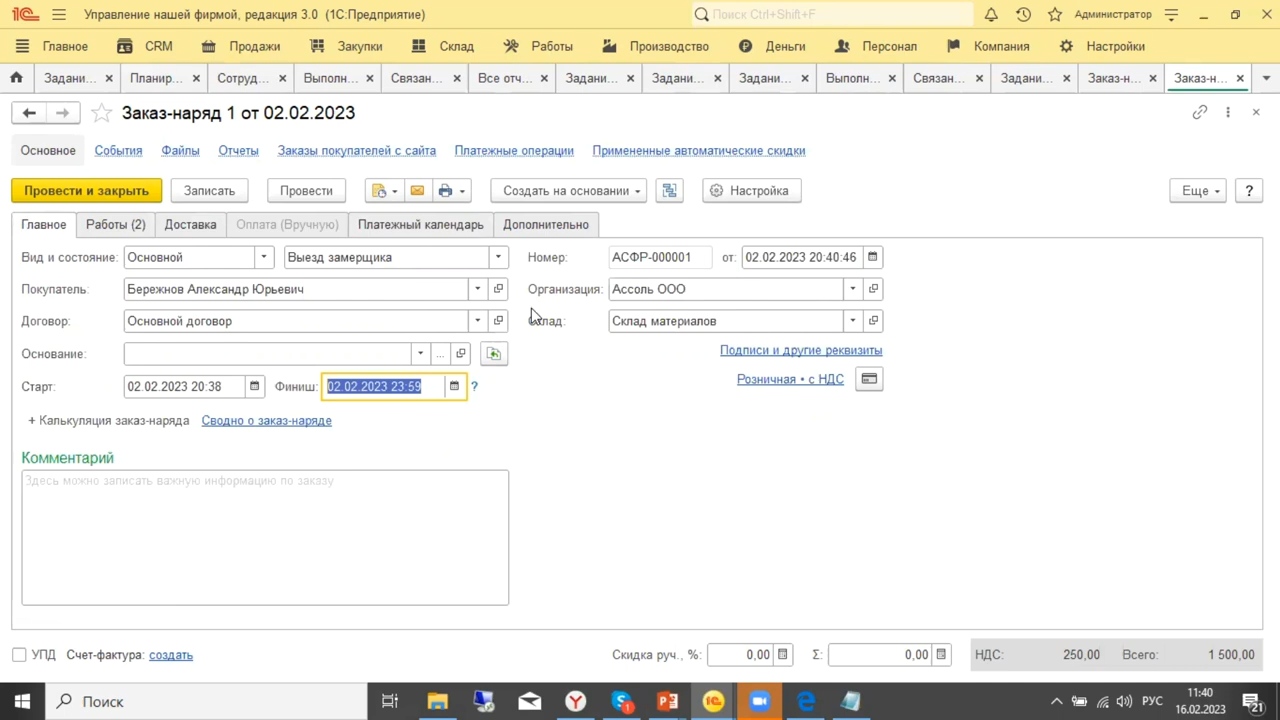 Управление нашей фирмой, редакция 3.0 (1С:Предприятие)
Поиск Ctrl+Shift+F
Администратор
Главное
CRM
Продажи
Закупки
Склад
Работы
Производство
Деньги
Персонал
Компания
Настройки
Задани...
Планир...
Сотруд...
Выполн...
Связан...
Все отч...
Задани...
Задани...
Задани...
Выполн...
Связан...
Задани...
Заказ-н...
Заказ-н...
Заказ-наряд 1 от 02.02.2023
Основное
События
Файлы
Отчеты
Заказы покупателей с сайта
Платежные операции
Примененные автоматические скидки
Провести и закрыть
Записать
Провести
Создать на основании
Настройка
Еще
?
Главное
Работы (2)
Доставка
Оплата (Вручную)
Платежный календарь
Дополнительно
Вид и состояние: Основной Выезд замерщика Номер: АСФР-000001 от: 02.02.2023 20:40:46
Покупатель: Бережнов Александр Юрьевич Организация: Ассоль ООО
Договор: Основной договор Склад: Склад материалов
Основание: ... Подписи и другие реквизиты
Старт: 02.02.2023 20:38 Финиш: 02.02.2023 23:59 ? Розничная • с НДС
+ Калькуляция заказ-наряда Сводно о заказ-наряде
Комментарий
Здесь можно записать важную информацию по заказу
УПД Счет-фактура: создать Скидка руч., %: 0,00 Σ: 0,00 НДС: 250,00 Всего: 1 500,00
Поиск
РУС
11:40
16.02.2023
21